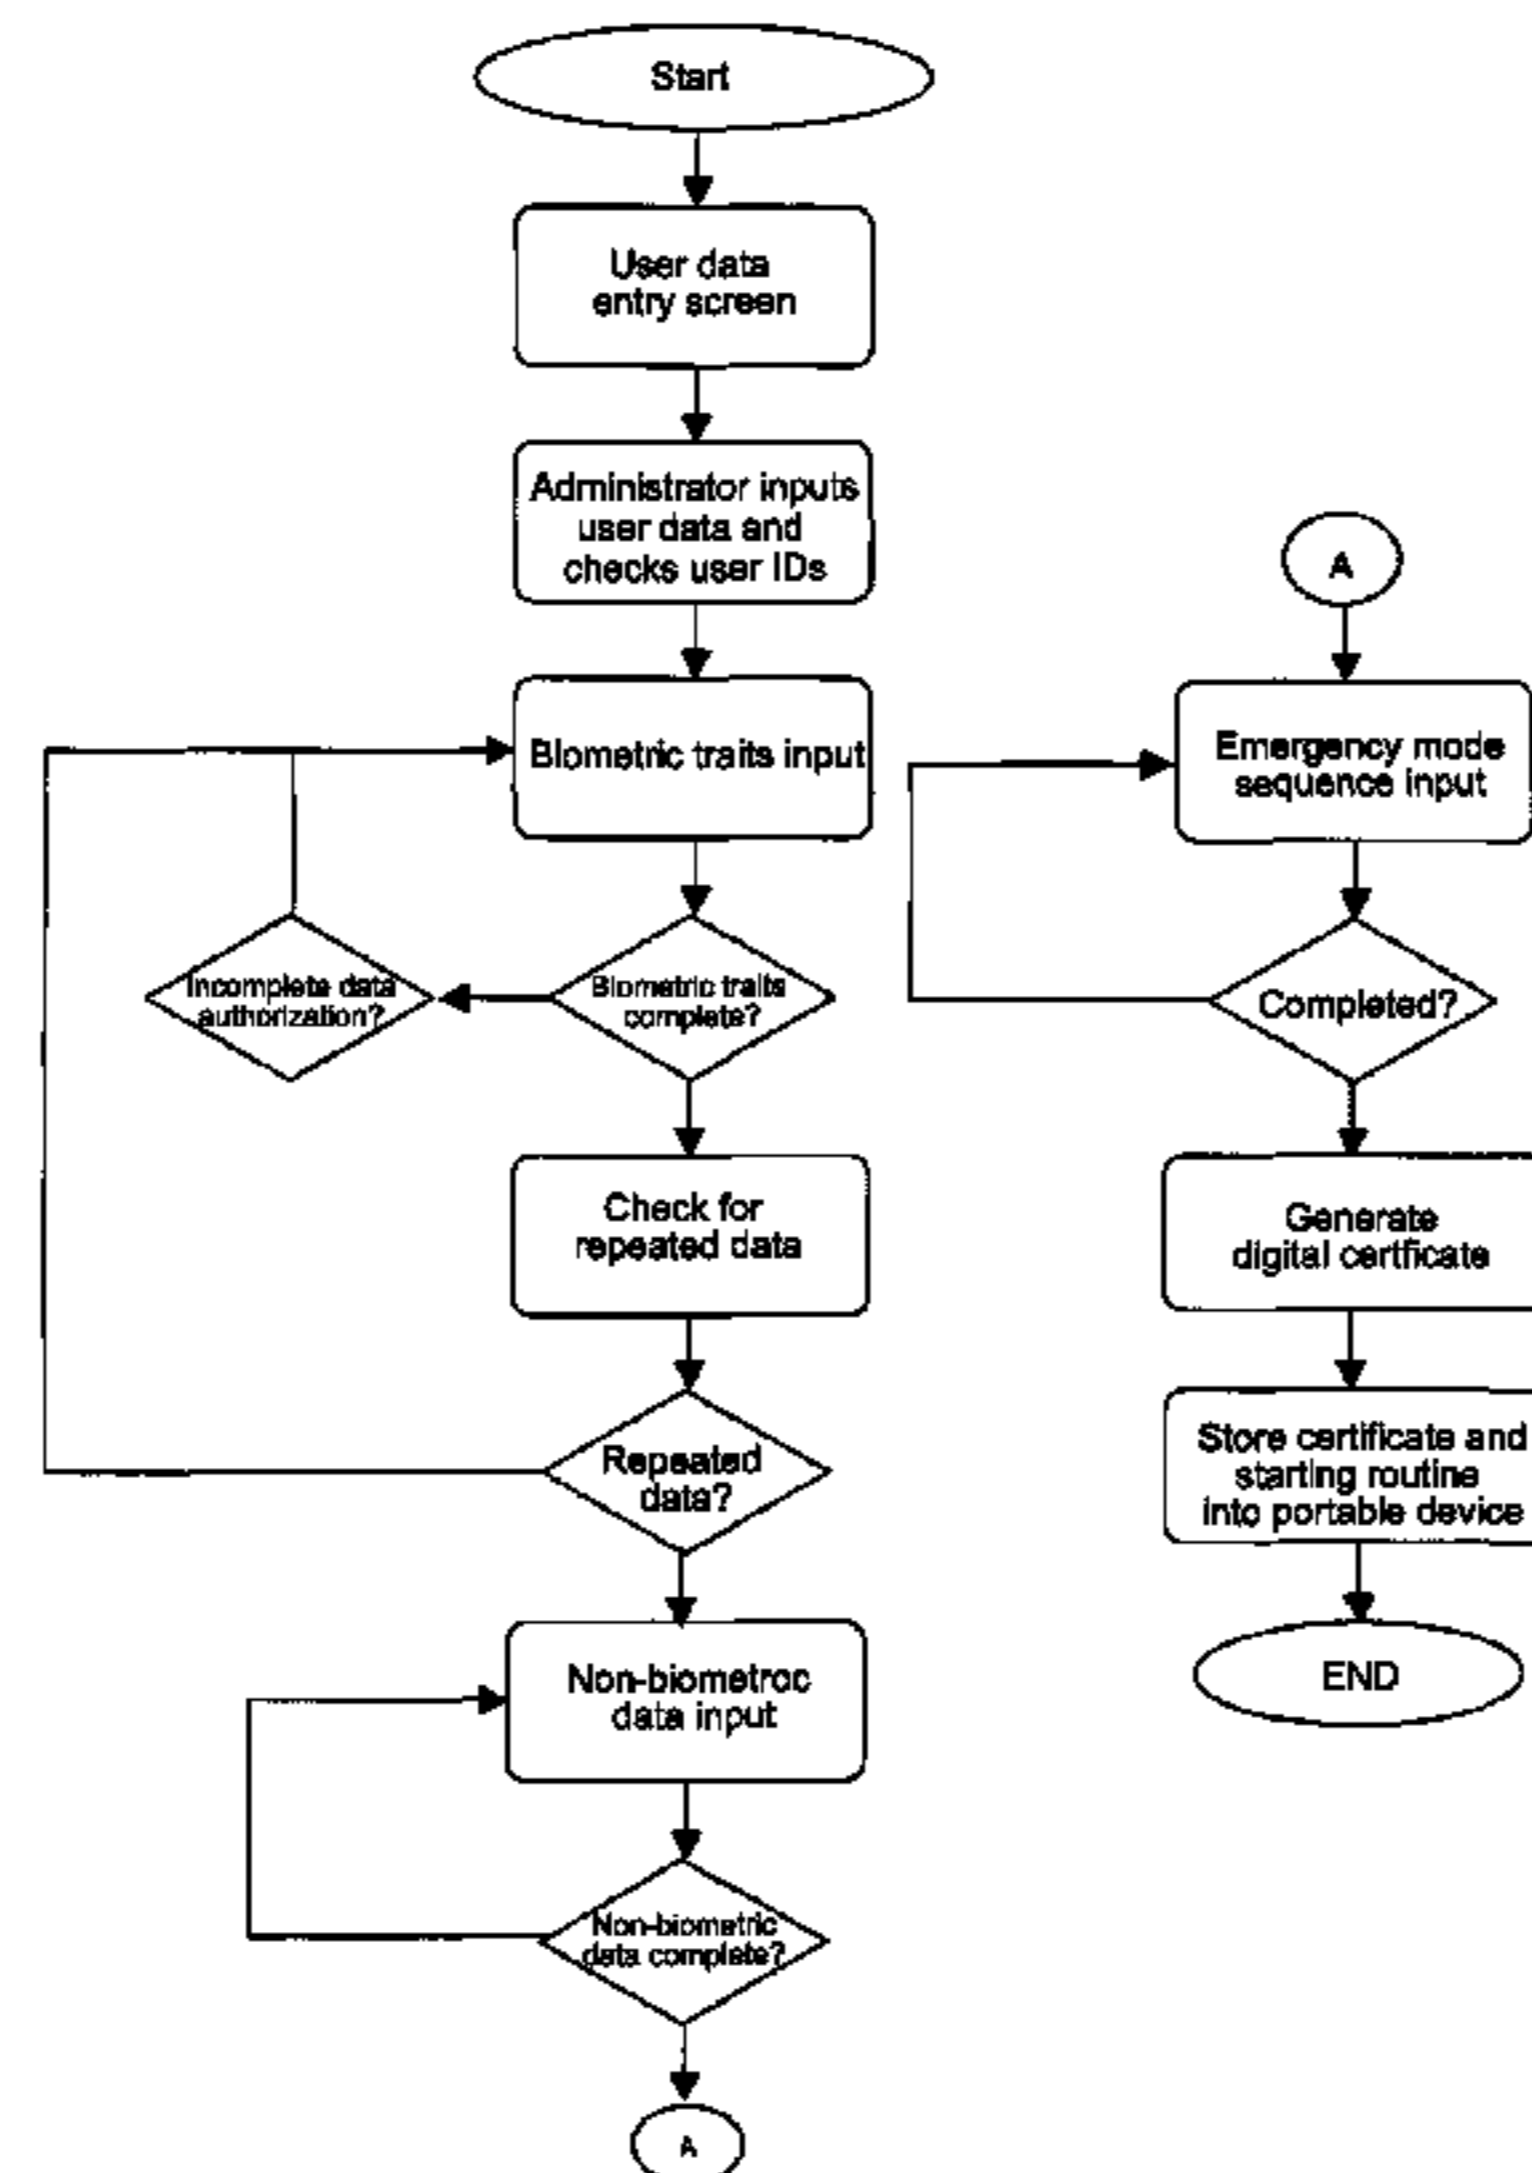 Start
User data
entry screen
Administrator inputs
user data and
checks user IDs
Biometric traits input
Incomplete data
authorization?
Biometric traits
complete?
Check for
repeated data
Repeated
data?
Non-biometroc
data input
Non-biometric
data complete?
A
A
Emergency mode
sequence input
Completed?
Generate
digital certficate
Store certificate and
starting routine
into portable device
END